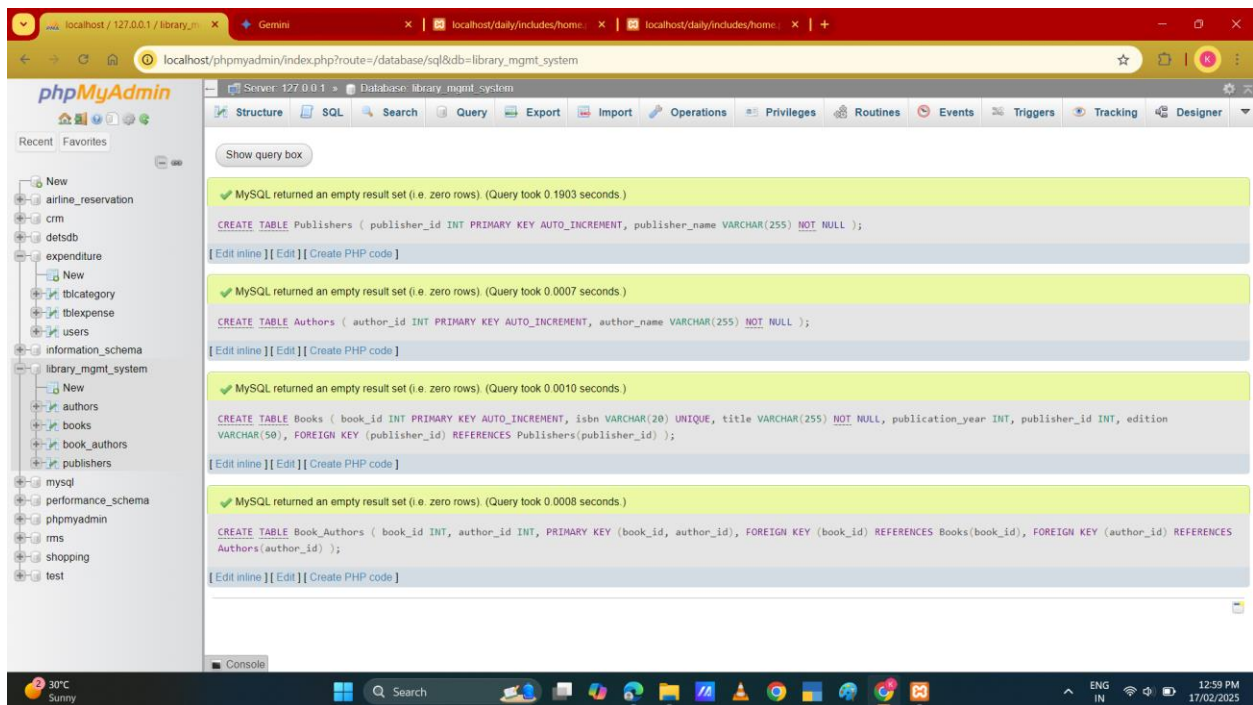 localhost / 127.0.0.1 / library_m
Gemini
localhost/daily/includes/home.
localhost/daily/includes/home.
localhost/phpmyadmin/index.php?route=/database/sql&db=library_mgmt_system
K
phpMyAdmin
Recent Favorites
New
airline_reservation
crm
detsdb
expenditure
New
tblcategory
tblexpense
users
information_schema
library_mgmt_system
New
authors
books
book_authors
publishers
mysql
performance_schema
phpmyadmin
rms
shopping
test
Server: 127.0.0.1 » Database: library_mgmt_system
Structure SQL Search Query Export Import Operations Privileges Routines Events Triggers Tracking Designer
Show query box
MySQL returned an empty result set (i.e. zero rows). (Query took 0.1903 seconds.)
CREATE TABLE Publishers ( publisher_id INT PRIMARY KEY AUTO_INCREMENT, publisher_name VARCHAR(255) NOT NULL );
[ Edit inline ] [ Edit ] [ Create PHP code ]
MySQL returned an empty result set (i.e. zero rows). (Query took 0.0007 seconds.)
CREATE TABLE Authors ( author_id INT PRIMARY KEY AUTO_INCREMENT, author_name VARCHAR(255) NOT NULL );
[ Edit inline ] [ Edit ] [ Create PHP code ]
MySQL returned an empty result set (i.e. zero rows). (Query took 0.0010 seconds.)
CREATE TABLE Books ( book_id INT PRIMARY KEY AUTO_INCREMENT, isbn VARCHAR(20) UNIQUE, title VARCHAR(255) NOT NULL, publication_year INT, publisher_id INT, edition
VARCHAR(50), FOREIGN KEY (publisher_id) REFERENCES Publishers(publisher_id) );
[ Edit inline ] [ Edit ] [ Create PHP code ]
MySQL returned an empty result set (i.e. zero rows). (Query took 0.0008 seconds.)
CREATE TABLE Book_Authors ( book_id INT, author_id INT, PRIMARY KEY (book_id, author_id), FOREIGN KEY (book_id) REFERENCES Books(book_id), FOREIGN KEY (author_id) REFERENCES
Authors(author_id) );
[ Edit inline ] [ Edit ] [ Create PHP code ]
Console
2
30°C
Sunny
Search
ENG
IN
12:59 PM
17/02/2025